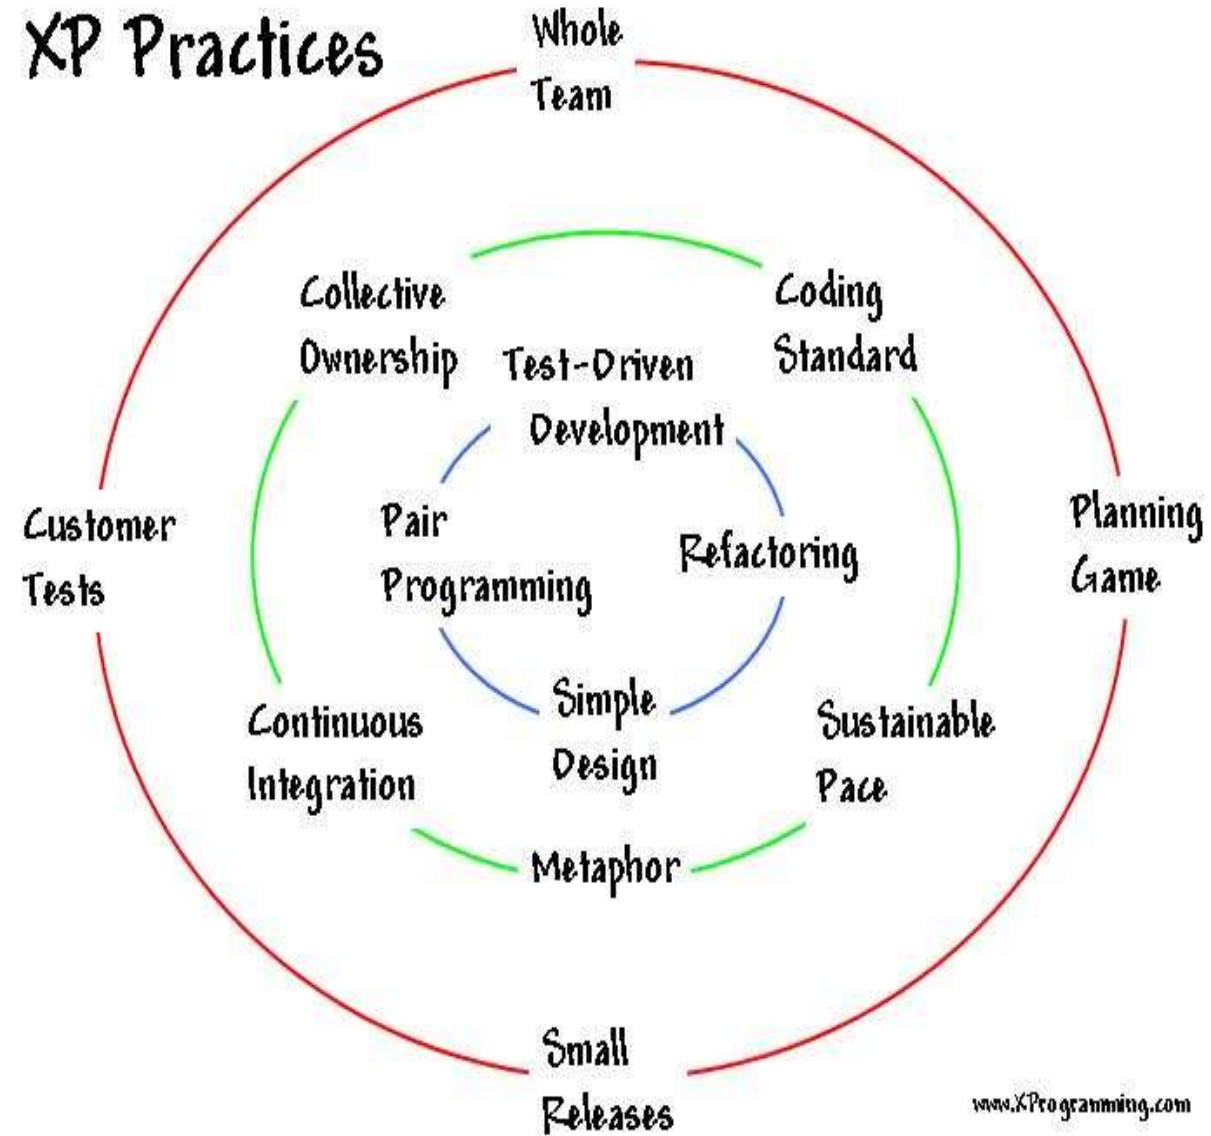 XP Practices
Whole
Team
Collective
Ownership
Coding
Standard
Test-Driven
Development
Customer
Tests
Pair
Programming
Refactoring
Planning
Game
Simple
Design
Continuous
Integration
Sustainable
Pace
Metaphor
Small
Releases
www.XProgramming.com